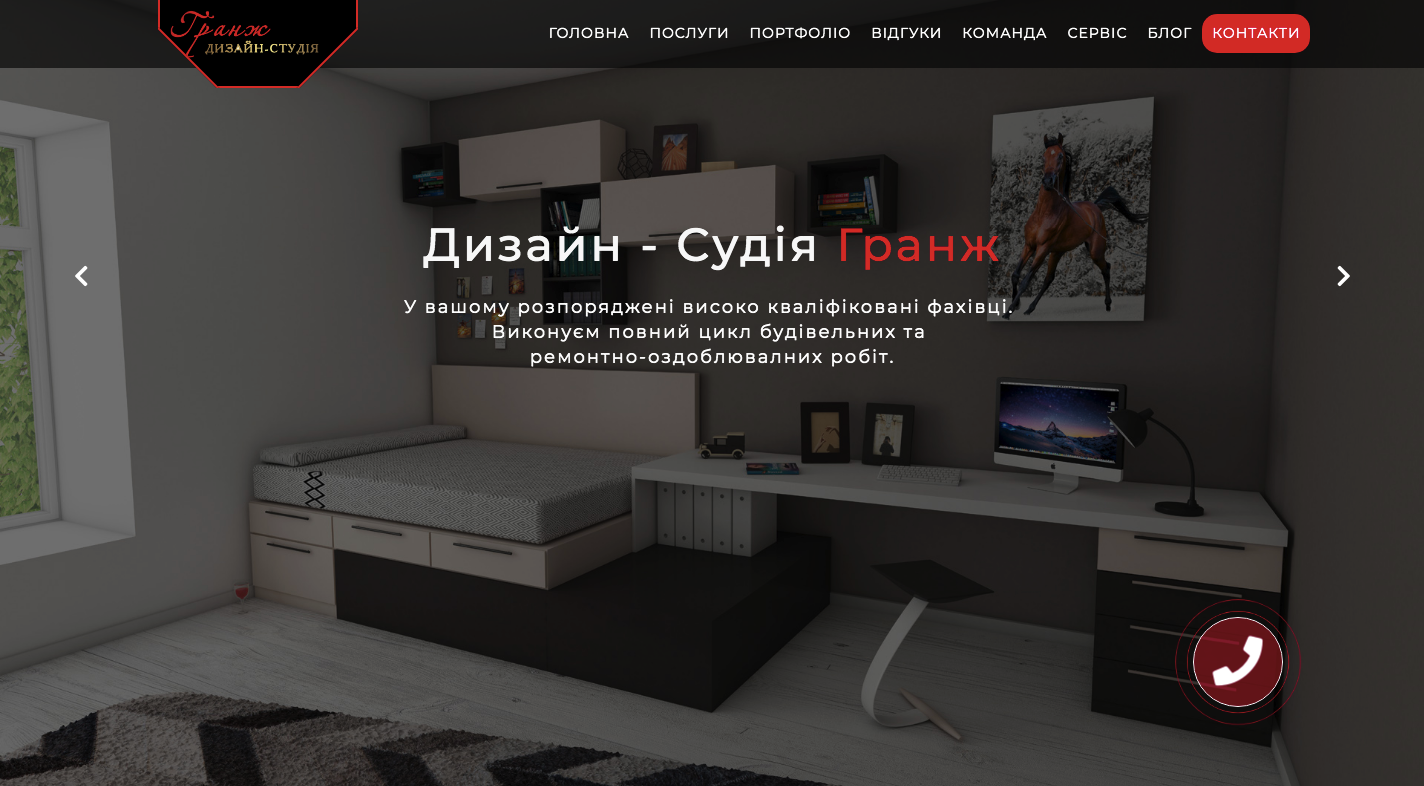 Гранж
ДИЗАЙН-СТУДІЯ
ГОЛОВНА ПОСЛУГИ ПОРТФОЛІО ВІДГУКИ КОМАНДА СЕРВІС БЛОГ КОНТАКТИ
Дизайн - Судія Гранж
У вашому розпоряджені високо кваліфіковані фахівці.
Виконуєм повний цикл будівельних та
ремонтно-оздоблювалних робіт.